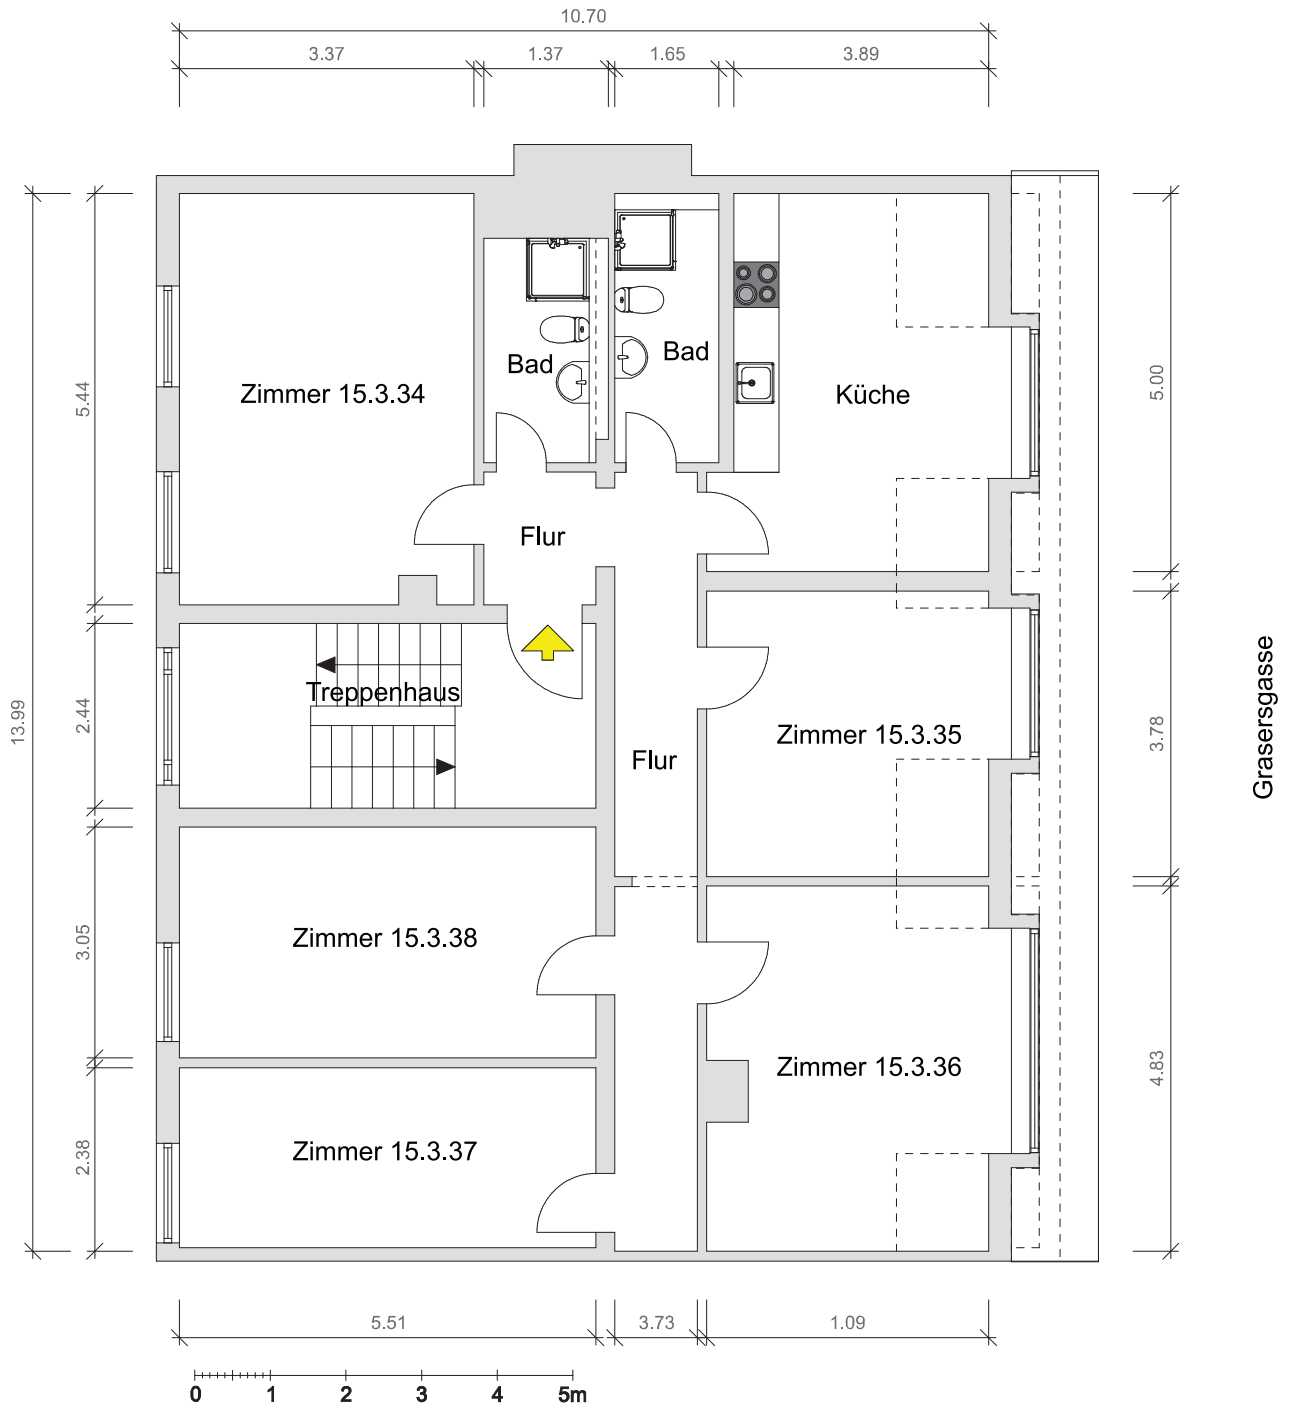 10.70
3.37 1.37 1.65 3.89
Bad
Bad
Zimmer 15.3.34
Küche
5.44
5.00
Flur
Grasersgasse
Treppenhaus
2.44
13.99
Zimmer 15.3.35
3.78
Flur
Zimmer 15.3.38
3.05
Zimmer 15.3.36
4.83
Zimmer 15.3.37
2.38
5.51 3.73 1.09
0 1 2 3 4 5m